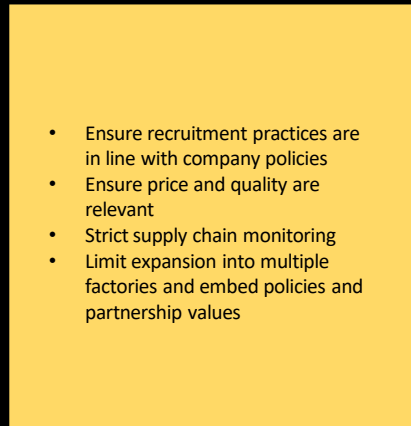 • Ensure recruitment practices are
in line with company policies
• Ensure price and quality are
relevant
• Strict supply chain monitoring
• Limit expansion into multiple
factories and embed policies and
partnership values